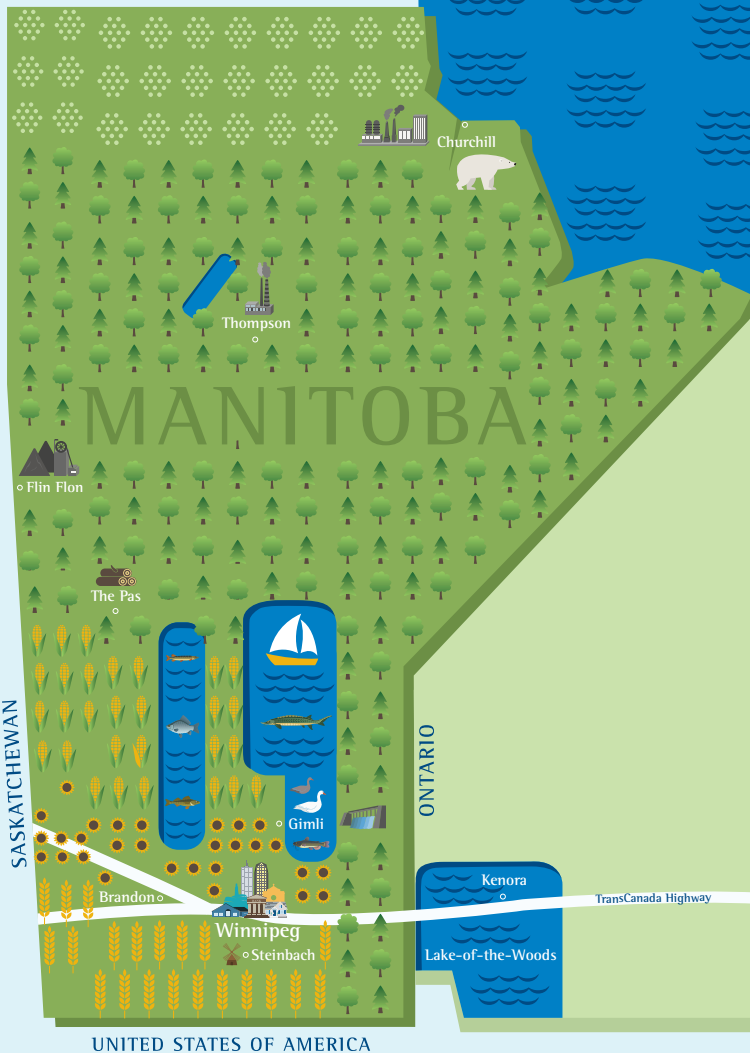 Churchill
Thompson
MANITOBA
Flin Flon
The Pas
SASKATCHEWAN
ONTARIO
Gimli
Kenora
Brandon
TransCanada Highway
Winnipeg
Steinbach
Lake-of-the-Woods
UNITED STATES OF AMERICA